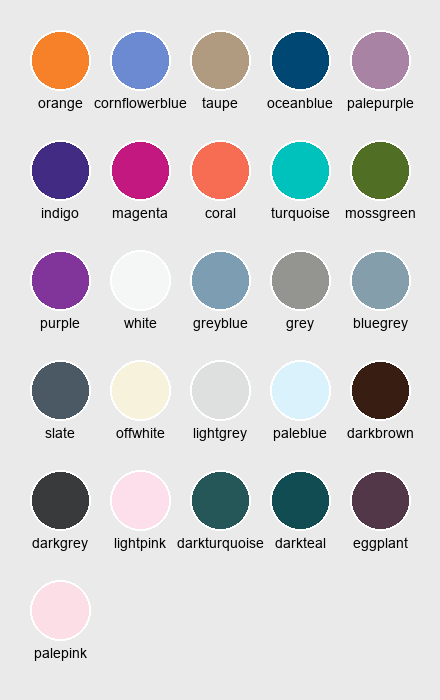 orange cornflowerblue taupe oceanblue palepurple
indigo magenta coral turquoise mossgreen
purple white greyblue grey bluegrey
slate offwhite lightgrey paleblue darkbrown
darkgrey lightpink darkturquoise darkteal eggplant
palepink